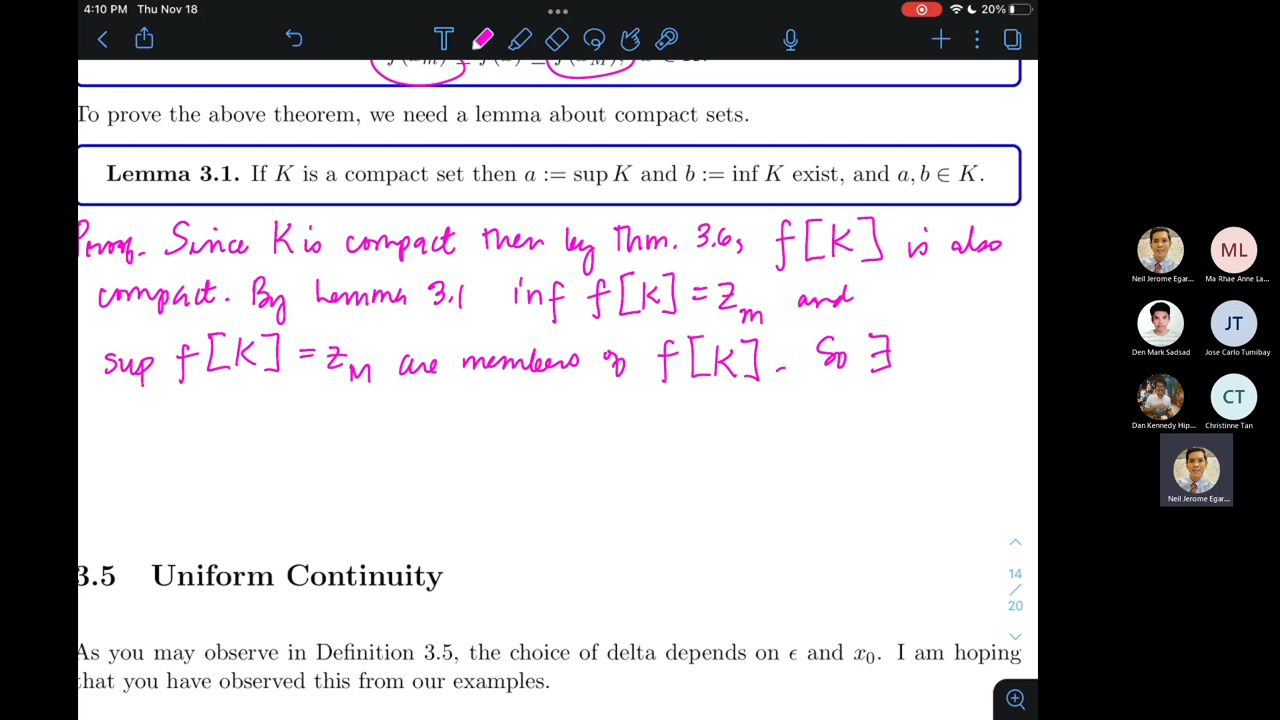 4:10 PM Thu Nov 18
20%
To prove the above theorem, we need a lemma about compact sets.
Lemma 3.1. If K is a compact set then a := sup K and b := inf K exist, and a, b ∈ K.
Proof. Since K is compact then by Thm. 3.6, f[K] is also
compact. By Lemma 3.1 inf f[K] = z_m and
sup f[K] = z_M are members of f[K]. So ∃
3.5 Uniform Continuity
As you may observe in Definition 3.5, the choice of delta depends on ϵ and x₀. I am hoping
that you have observed this from our examples.
14
/
20
Neil Jerome Egar...
ML
Ma Rhae Anne La...
Den Mark Sadsad
JT
Jose Carlo Tumibay
Dan Kennedy Hip...
CT
Christinne Tan
Neil Jerome Egar...